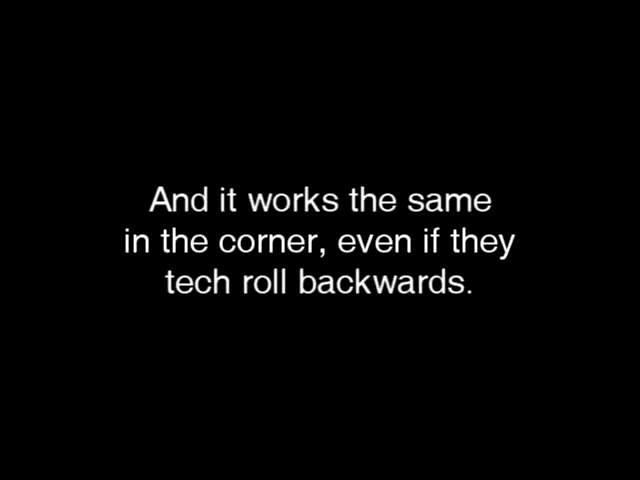 And it works the same
in the corner, even if they
tech roll backwards.